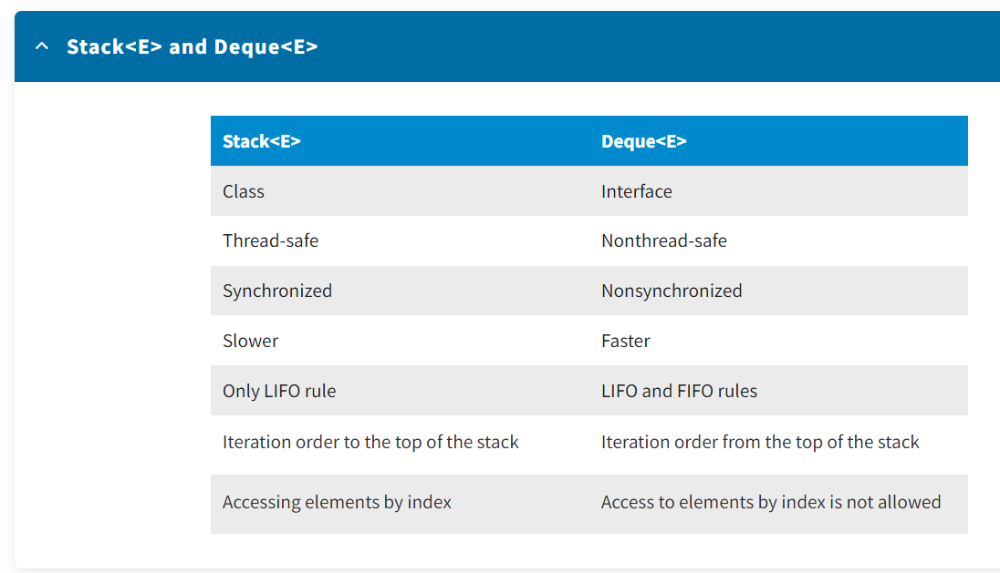 Stack<E> and Deque<E>
Stack<E> Deque<E>
Class Interface
Thread-safe Nonthread-safe
Synchronized Nonsynchronized
Slower Faster
Only LIFO rule LIFO and FIFO rules
Iteration order to the top of the stack Iteration order from the top of the stack
Accessing elements by index Access to elements by index is not allowed